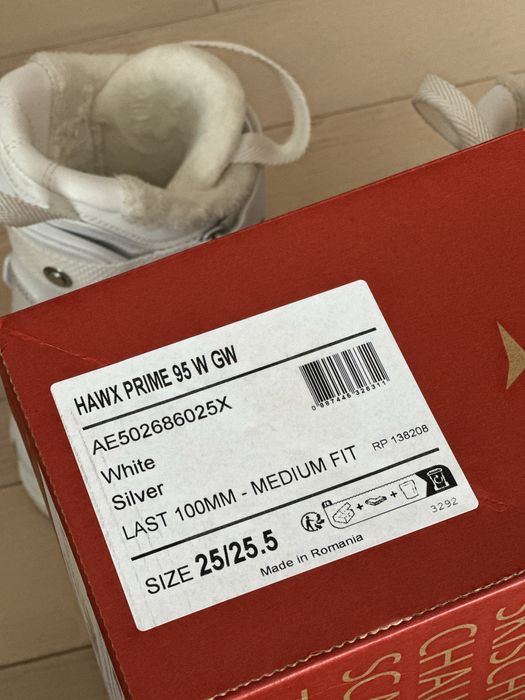 HAWX PRIME 95 W GW
AE502686025X
White
Silver
LAST 100MM - MEDIUM FIT
RP 138208
3292
SIZE 25/25.5
Made in Romania